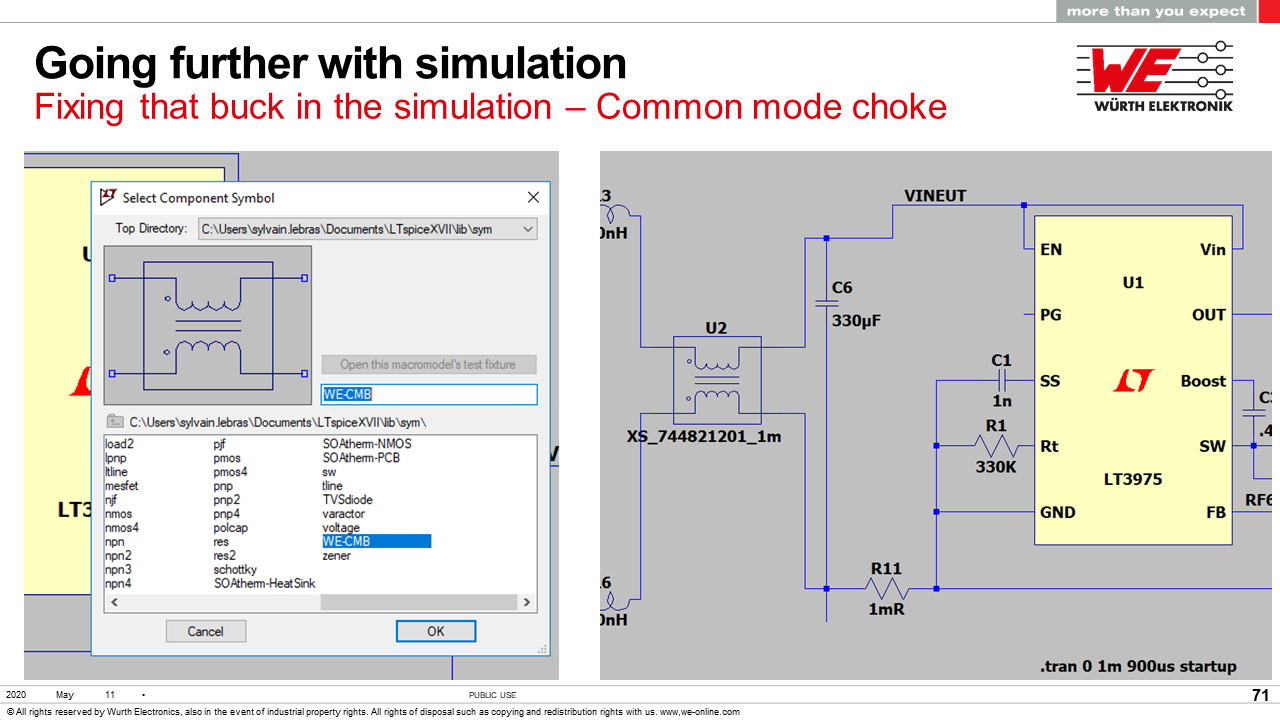 more than you expect
Going further with simulation
Fixing that buck in the simulation – Common mode choke
WE
WÜRTH ELEKTRONIK
Select Component Symbol
Top Directory: C:\Users\sylvain.lebras\Documents\LTspiceXVII\lib\sym
Open this macromodel's test fixture
WE-CMB
C:\Users\sylvain.lebras\Documents\LTspiceXVII\lib\sym\
load2 pjf SOAtherm-NMOS
lpnp pmos SOAtherm-PCB
ltline pmos4 sw
mesfet pnp tline
njf pnp2 TVSdiode
nmos pnp4 varactor
nmos4 polcap voltage
npn res WE-CMB
npn2 res2 zener
npn3 schottky
npn4 SOAtherm-HeatSink
Cancel OK
LT3
VINEUT
EN Vin
U1
C6
330µF
PG OUT
U2
C1
SS Boost
1n
R1
XS_744821201_1m
Rt SW
330K
LT3975
GND FB
R11
1mR
.tran 0 1m 900us startup
2020 May 11 • PUBLIC USE 71
© All rights reserved by Wurth Electronics, also in the event of industrial property rights. All rights of disposal such as copying and redistribution rights with us. www,we-online.com